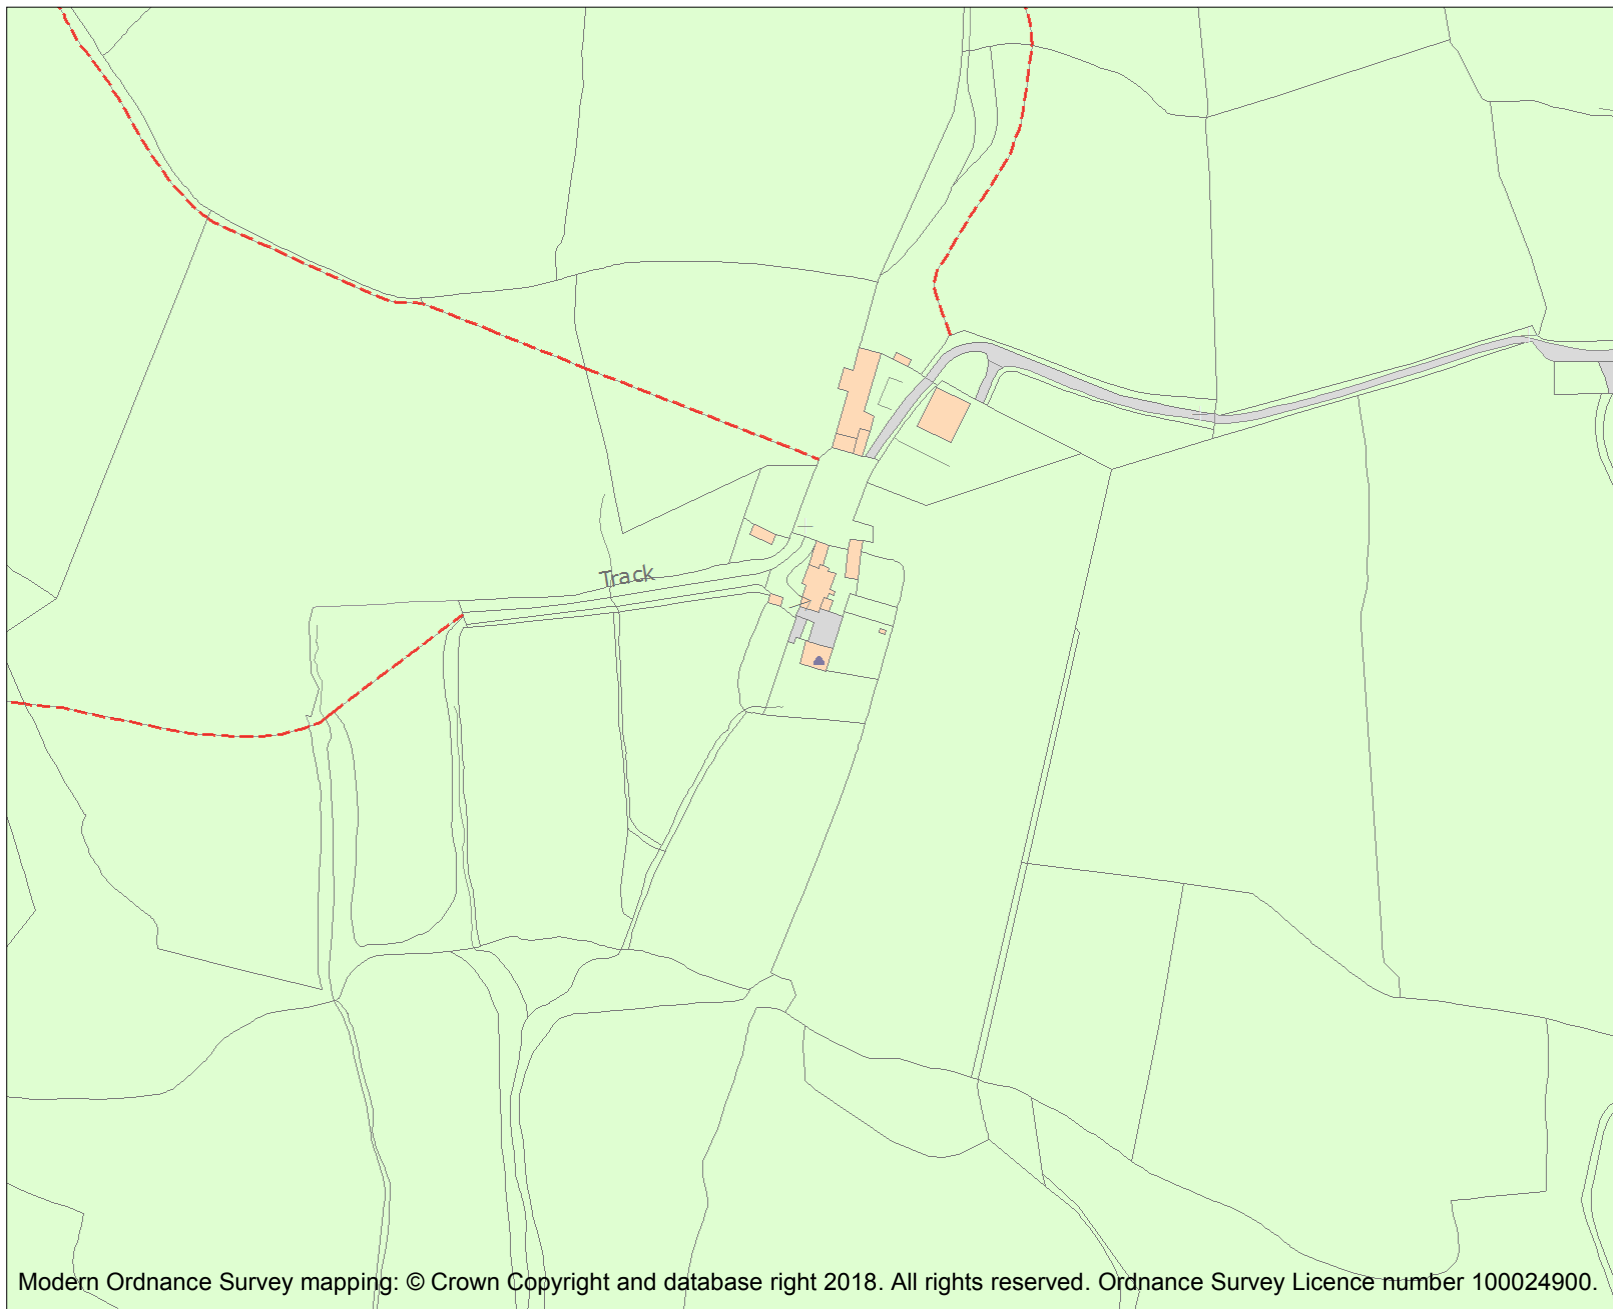 Track
Modern Ordnance Survey mapping: © Crown Copyright and database right 2018. All rights reserved. Ordnance Survey Licence number 100024900.